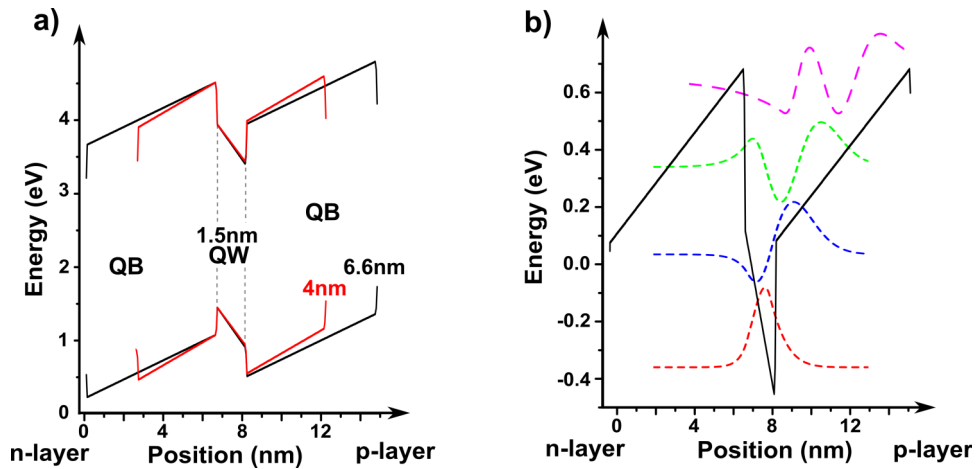 a)
Energy (eV)
4
3
2
1
0
QB
1.5nm
QW
QB
6.6nm
4nm
0
4
8
12
n-layer
Position (nm)
p-layer
b)
Energy (eV)
0.6
0.4
0.2
0.0
-0.2
-0.4
0
4
8
12
n-layer
Position (nm)
p-layer